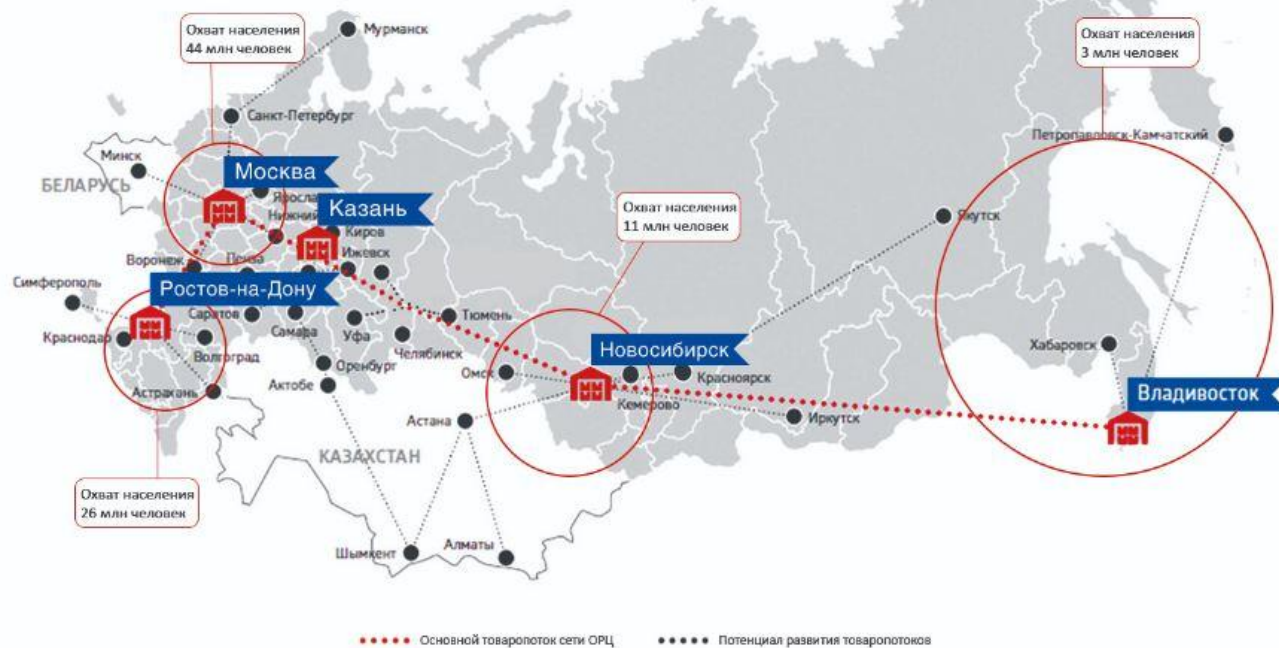 Охват населения
44 млн человек
Мурманск
Охват населения
3 млн человек
Санкт-Петербург
Петропавловск-Камчатский
Минск
БЕЛАРУСЬ
Москва
Яросла
Нижний
Казань
Киров
Охват населения
11 млн человек
Якутск
Воронеж
Пенза
Ижевск
Симферополь
Ростов-на-Дону
Саратов
Самара
Уфа
Тюмень
Краснодар
Волгоград
Челябинск
Новосибирск
Хабаровск
Астрахань
Оренбург
Актобе
Омск
Красноярск
Кемерово
Владивосток
Астана
Иркутск
КАЗАХСТАН
Охват населения
26 млн человек
Шымкент
Алматы
Основной товаропоток сети ОРЦ
Потенциал развития товаропотоков